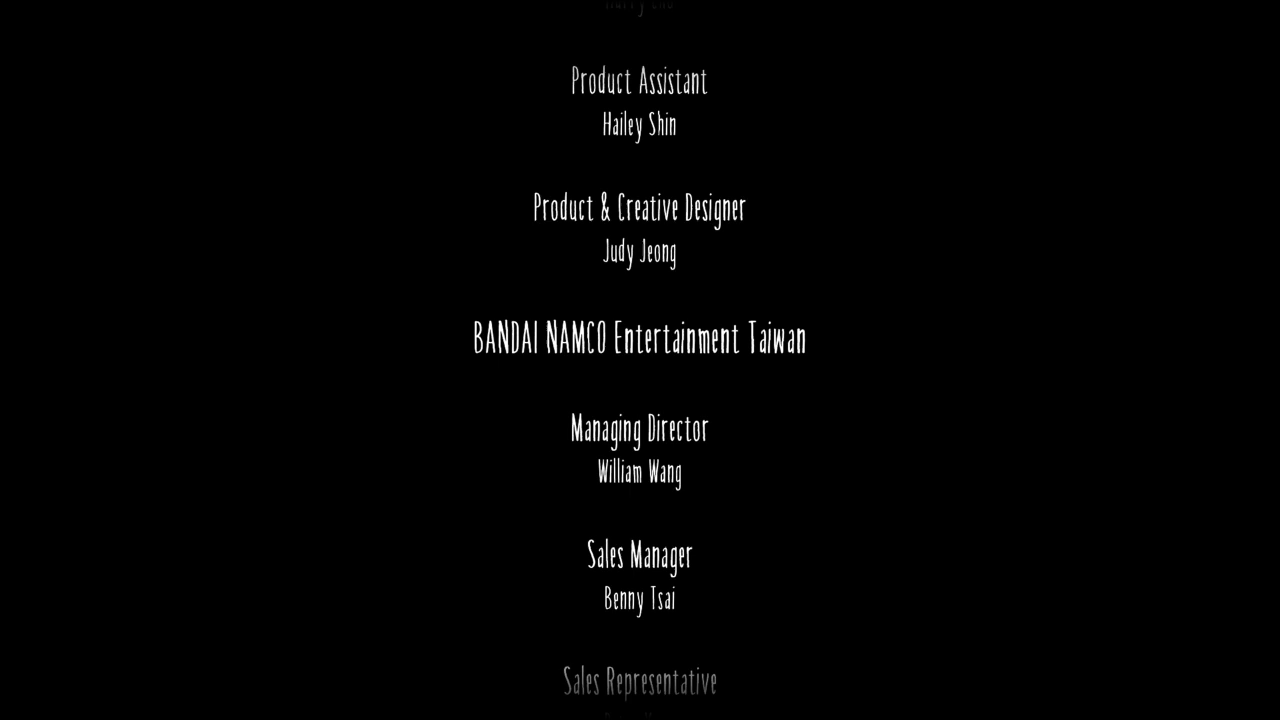 Product Assistant
Hailey Shin
Product & Creative Designer
Judy Jeong
BANDAI NAMCO Entertainment Taiwan
Managing Director
William Wang
Sales Manager
Benny Tsai
Sales Representative